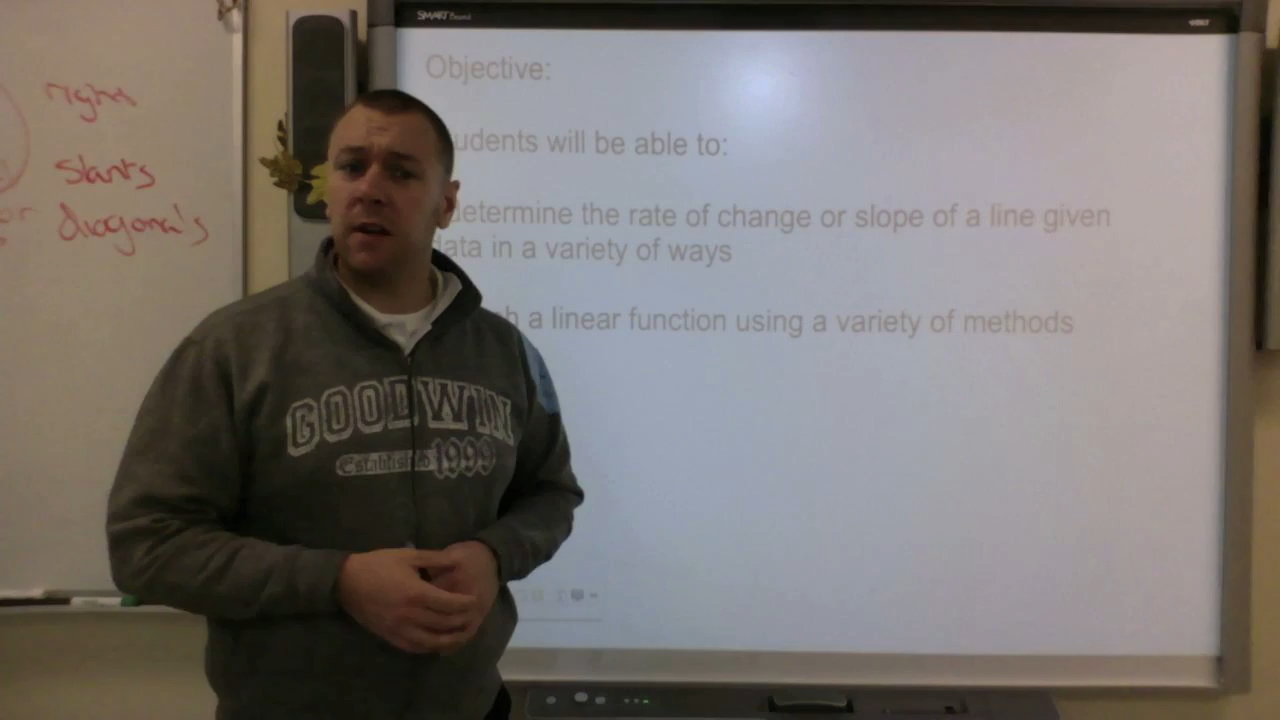 right
slants
or diagonals
SMART Board
Objective:
udents will be able to:
determine the rate of change or slope of a line given
data in a variety of ways
h a linear function using a variety of methods
GOODWIN
Established 1999